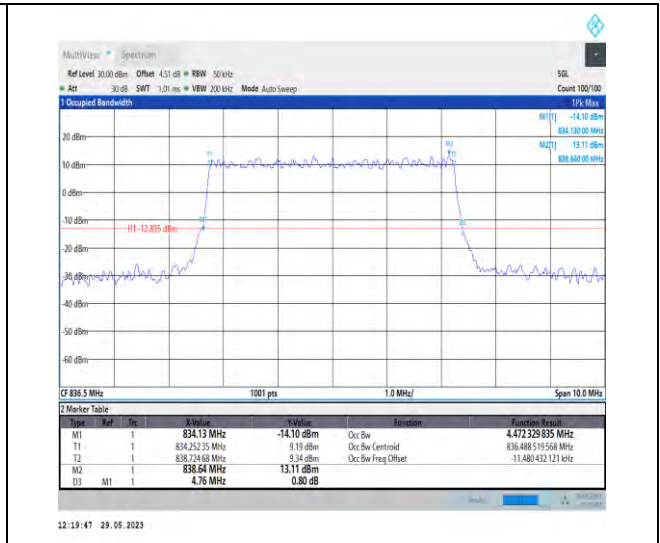 MultiView Spectrum
Ref Level 30.00 dBm Offset 4.51 dB RBW 50 kHz SGL
Att 30 dB SWT 1.01 ms VBW 200 kHz Mode Auto Sweep Count 100/100
1 Occupied Bandwidth 1Pk Max
M1[1] -14.10 dBm
834.130 00 MHz
20 dBm M2[1] 13.11 dBm
M2 838.640 00 MHz
T1 T2
10 dBm
0 dBm
-10 dBm
H1 -12.895 dBm
-20 dBm
-30 dBm
-40 dBm
-50 dBm
-60 dBm
CF 836.5 MHz 1001 pts 1.0 MHz/ Span 10.0 MHz
2 Marker Table
Type Ref Trc X-Value Y-Value Function Function Result
M1 1 834.13 MHz -14.10 dBm Occ Bw 4.472 329 835 MHz
T1 1 834.252 35 MHz 9.19 dBm Occ Bw Centroid 836.488 519 568 MHz
T2 1 838.724 68 MHz 9.34 dBm Occ Bw Freq Offset -11.480 432 121 kHz
M2 1 838.64 MHz 13.11 dBm
D3 M1 1 4.76 MHz 0.80 dB
12:19:47 29.05.2023